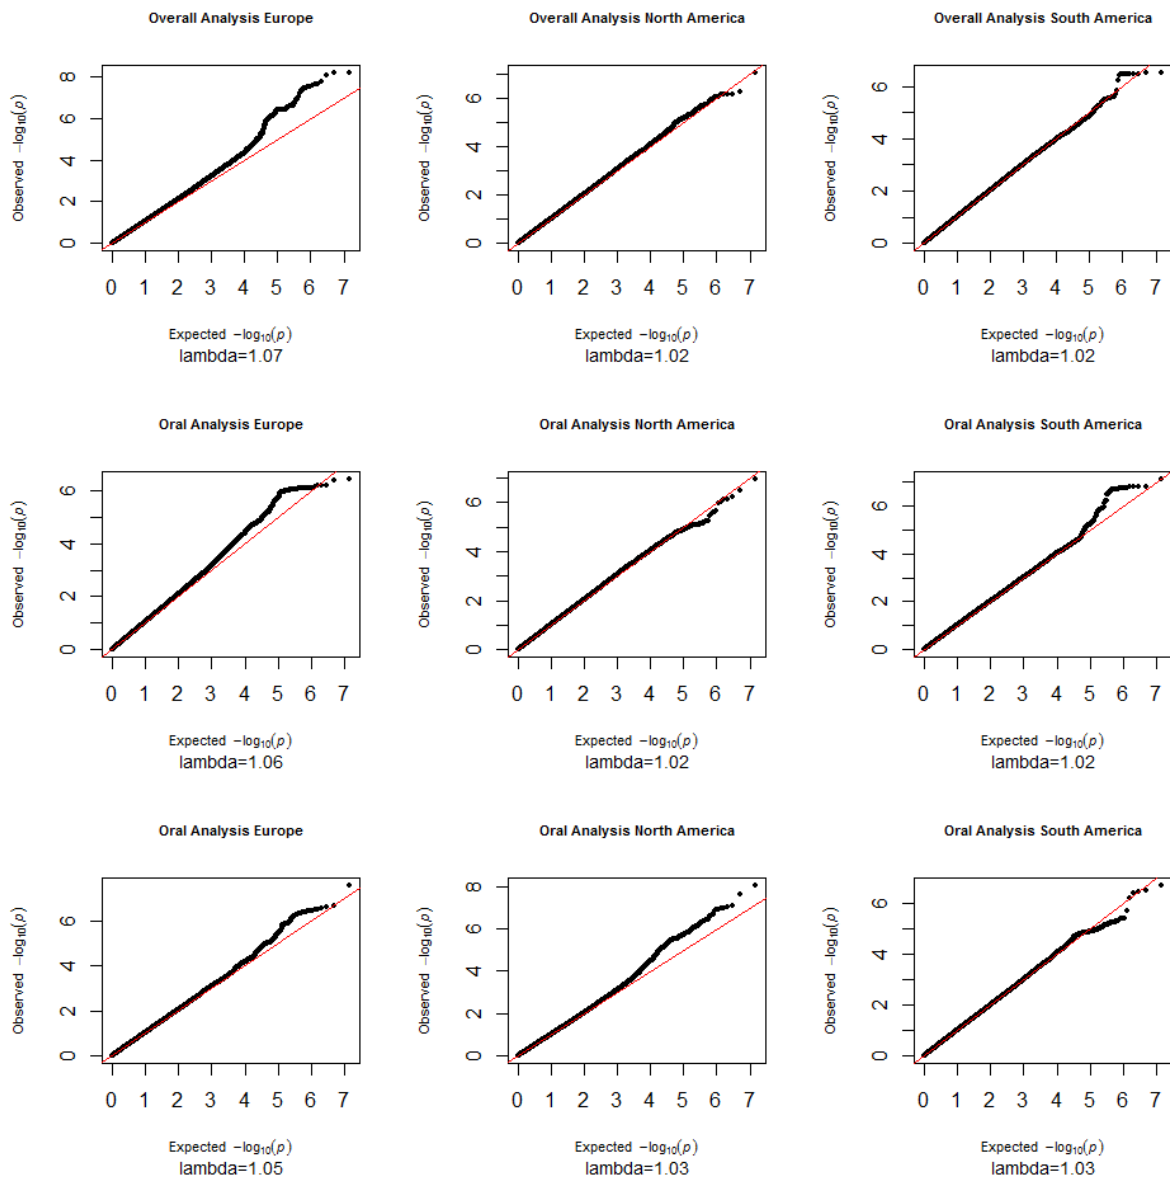 Overall Analysis Europe
Observed −log10(p)
0 2 4 6 8
0 1 2 3 4 5 6 7
Expected −log10(p)
lambda=1.07
Overall Analysis North America
Observed −log10(p)
0 2 4 6
0 1 2 3 4 5 6 7
Expected −log10(p)
lambda=1.02
Overall Analysis South America
Observed −log10(p)
0 2 4 6
0 1 2 3 4 5 6 7
Expected −log10(p)
lambda=1.02
Oral Analysis Europe
Observed −log10(p)
0 2 4 6
0 1 2 3 4 5 6 7
Expected −log10(p)
lambda=1.06
Oral Analysis North America
Observed −log10(p)
0 2 4 6
0 1 2 3 4 5 6 7
Expected −log10(p)
lambda=1.02
Oral Analysis South America
Observed −log10(p)
0 2 4 6
0 1 2 3 4 5 6 7
Expected −log10(p)
lambda=1.02
Oral Analysis Europe
Observed −log10(p)
0 2 4 6
0 1 2 3 4 5 6 7
Expected −log10(p)
lambda=1.05
Oral Analysis North America
Observed −log10(p)
0 2 4 6 8
0 1 2 3 4 5 6 7
Expected −log10(p)
lambda=1.03
Oral Analysis South America
Observed −log10(p)
0 2 4 6
0 1 2 3 4 5 6 7
Expected −log10(p)
lambda=1.03